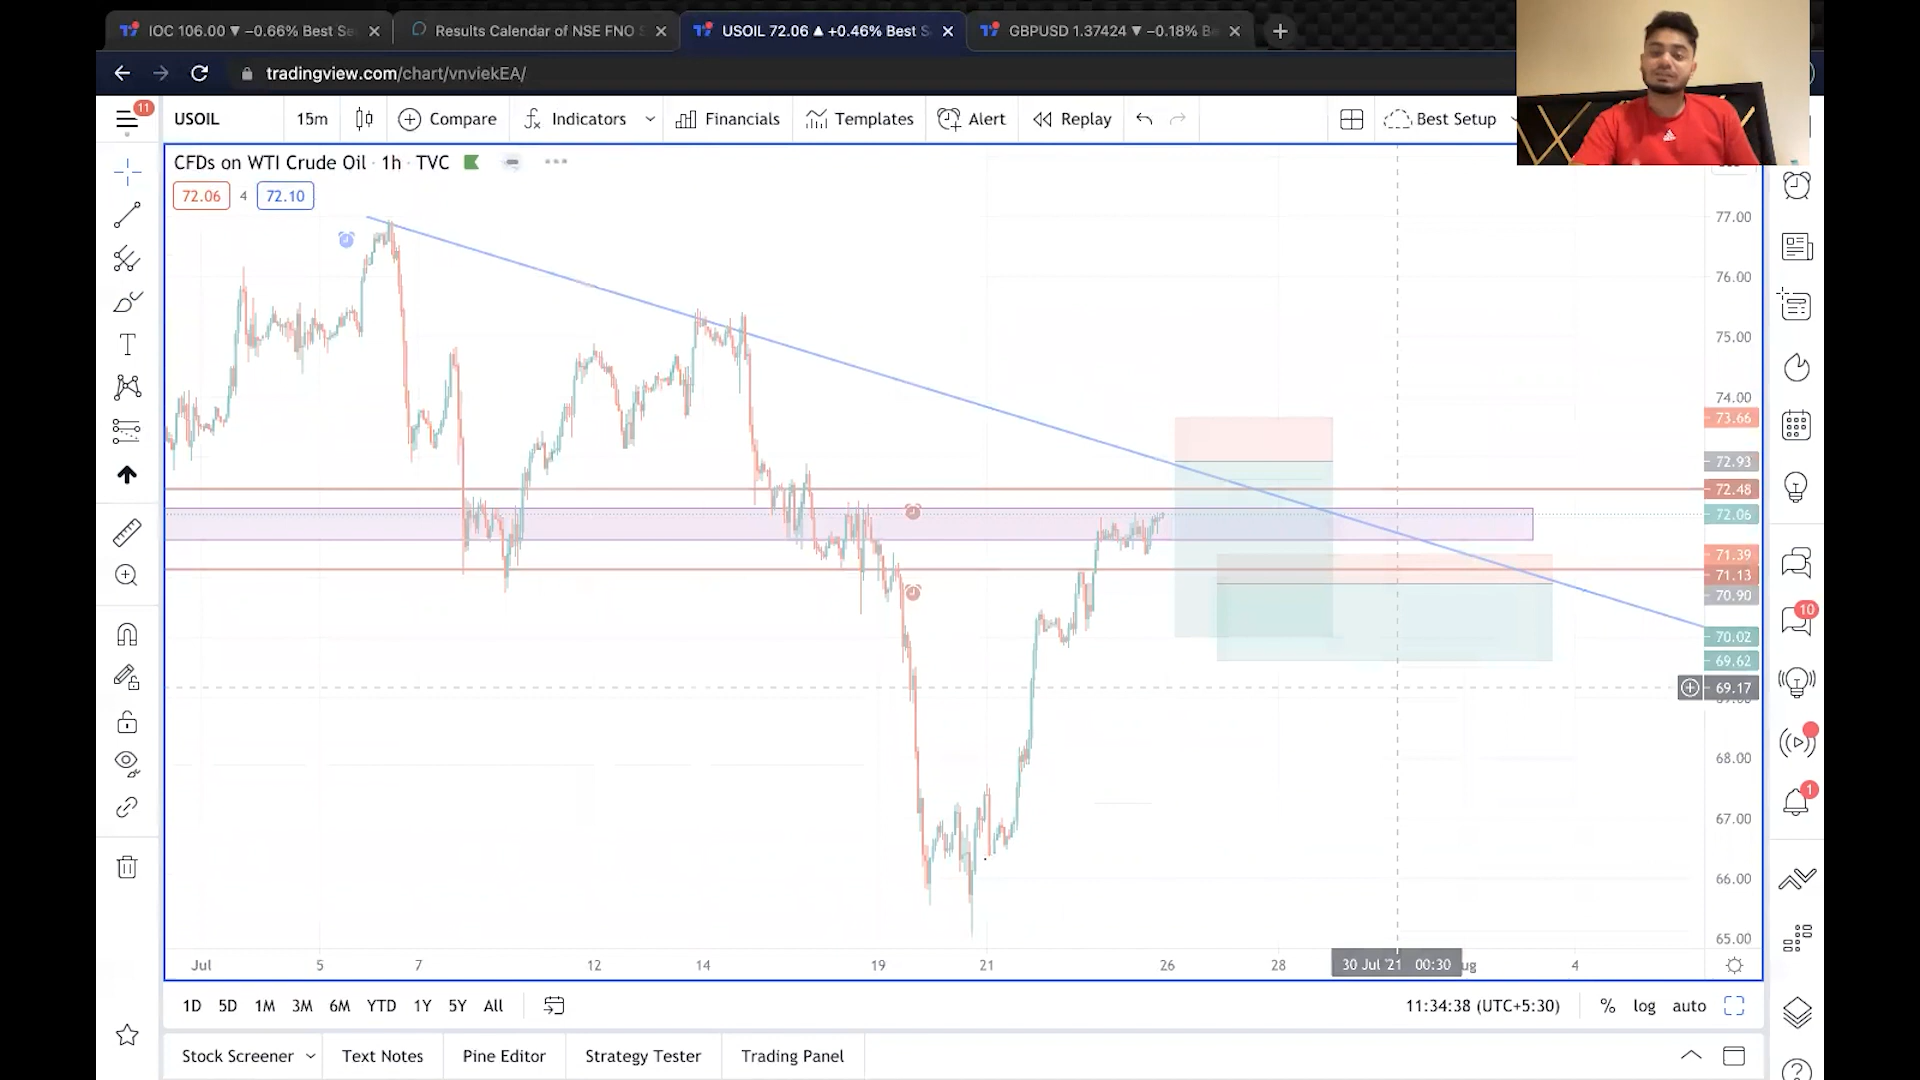 IOC 106.00 ▼ −0.66% Best Se
Results Calendar of NSE FNO S
USOIL 72.06 ▲ +0.46% Best S
GBPUSD 1.37424 ▼ −0.18% B
tradingview.com/chart/vnviekEA/
11
USOIL
15m
Compare
Indicators
Financials
Templates
Alert
Replay
Best Setup
CFDs on WTI Crude Oil · 1h · TVC
72.06
4
72.10
77.00
76.00
75.00
74.00
73.66
72.93
72.48
72.06
71.39
71.13
70.90
70.02
69.62
69.17
68.00
67.00
66.00
65.00
10
1
Jul
5
7
12
14
19
21
26
28
30 Jul '21 00:30
ug
4
1D
5D
1M
3M
6M
YTD
1Y
5Y
All
11:34:38 (UTC+5:30)
%
log
auto
Stock Screener
Text Notes
Pine Editor
Strategy Tester
Trading Panel